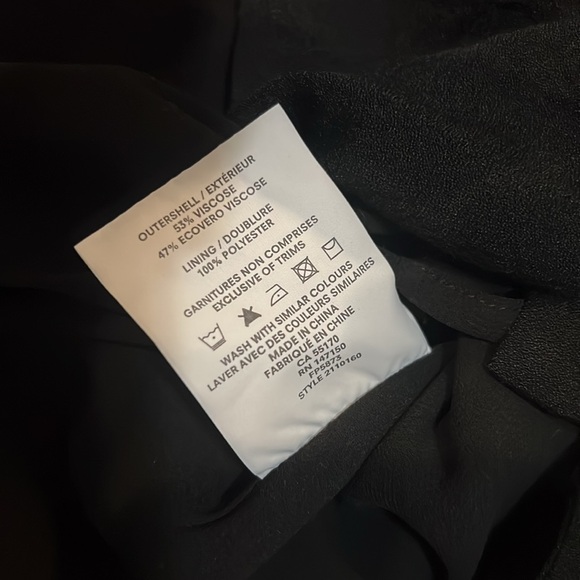 OUTERSHELL / EXTÉRIEUR
53% VISCOSE
47% ECOVERO VISCOSE
LINING / DOUBLURE
100% POLYESTER
GARNITURES NON COMPRISES
EXCLUSIVE OF TRIMS
WASH WITH SIMILAR COLOURS
LAVER AVEC DES COULEURS SIMILAIRES
MADE IN CHINA
FABRIQUÉ EN CHINE
CA 55170
RN 147150
FP5873
STYLE 2110160